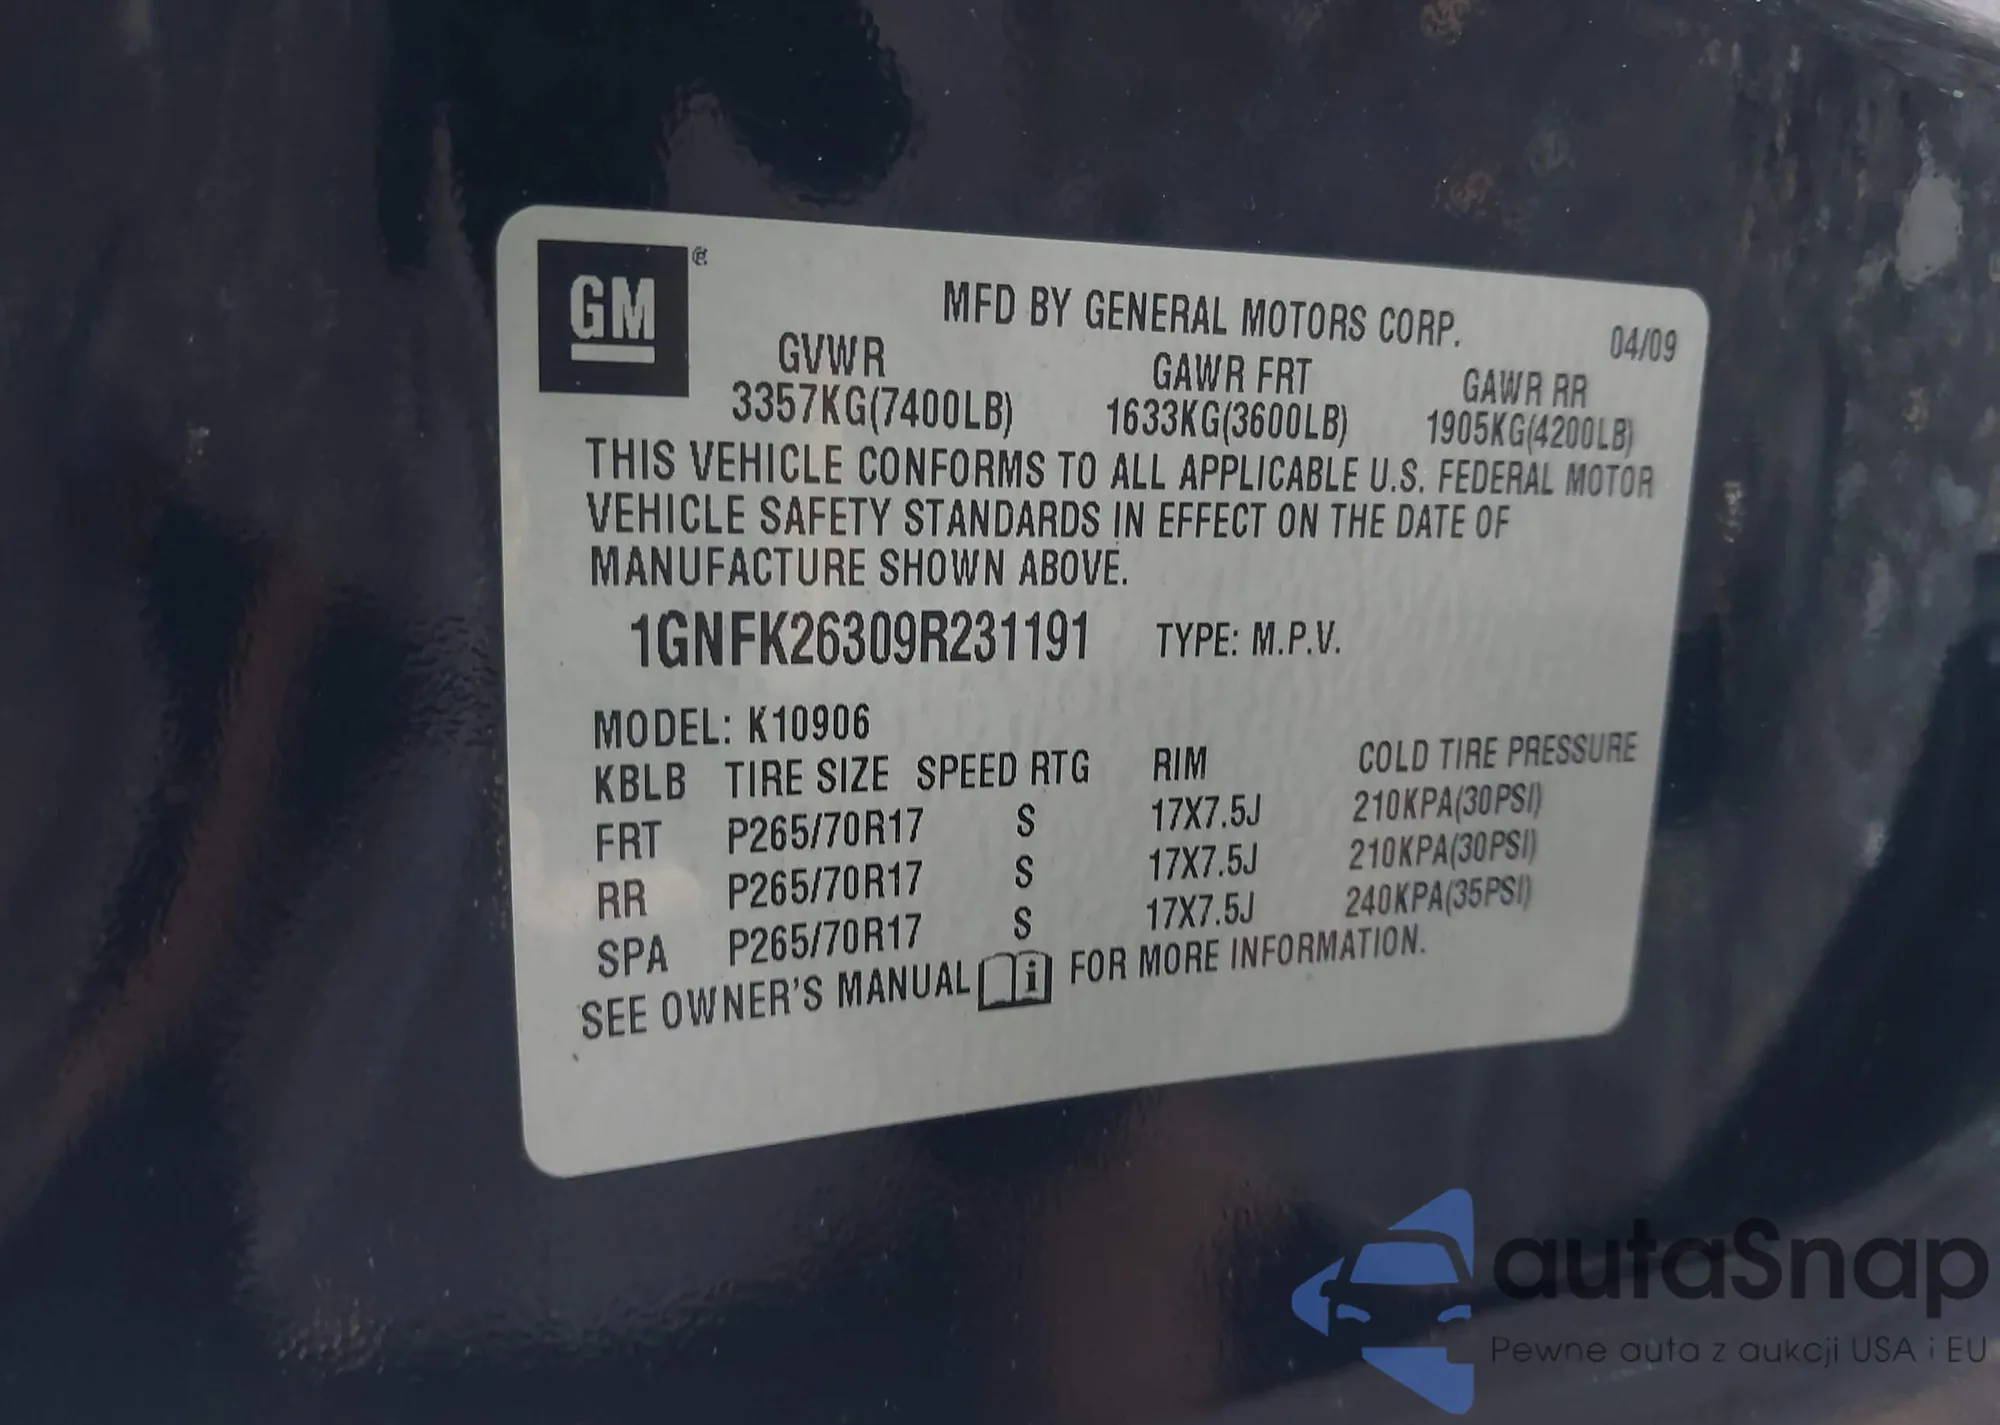 GM®
MFD BY GENERAL MOTORS CORP. 04/09
GVWR GAWR FRT GAWR RR
3357KG(7400LB) 1633KG(3600LB) 1905KG(4200LB)
THIS VEHICLE CONFORMS TO ALL APPLICABLE U.S. FEDERAL MOTOR
VEHICLE SAFETY STANDARDS IN EFFECT ON THE DATE OF
MANUFACTURE SHOWN ABOVE.
1GNFK26309R231191 TYPE: M.P.V.
MODEL: K10906
KBLB TIRE SIZE SPEED RTG RIM COLD TIRE PRESSURE
FRT P265/70R17 S 17X7.5J 210KPA(30PSI)
RR P265/70R17 S 17X7.5J 210KPA(30PSI)
SPA P265/70R17 S 17X7.5J 240KPA(35PSI)
SEE OWNER'S MANUAL i FOR MORE INFORMATION.
autaSnap
Pewne auta z aukcji USA i EU